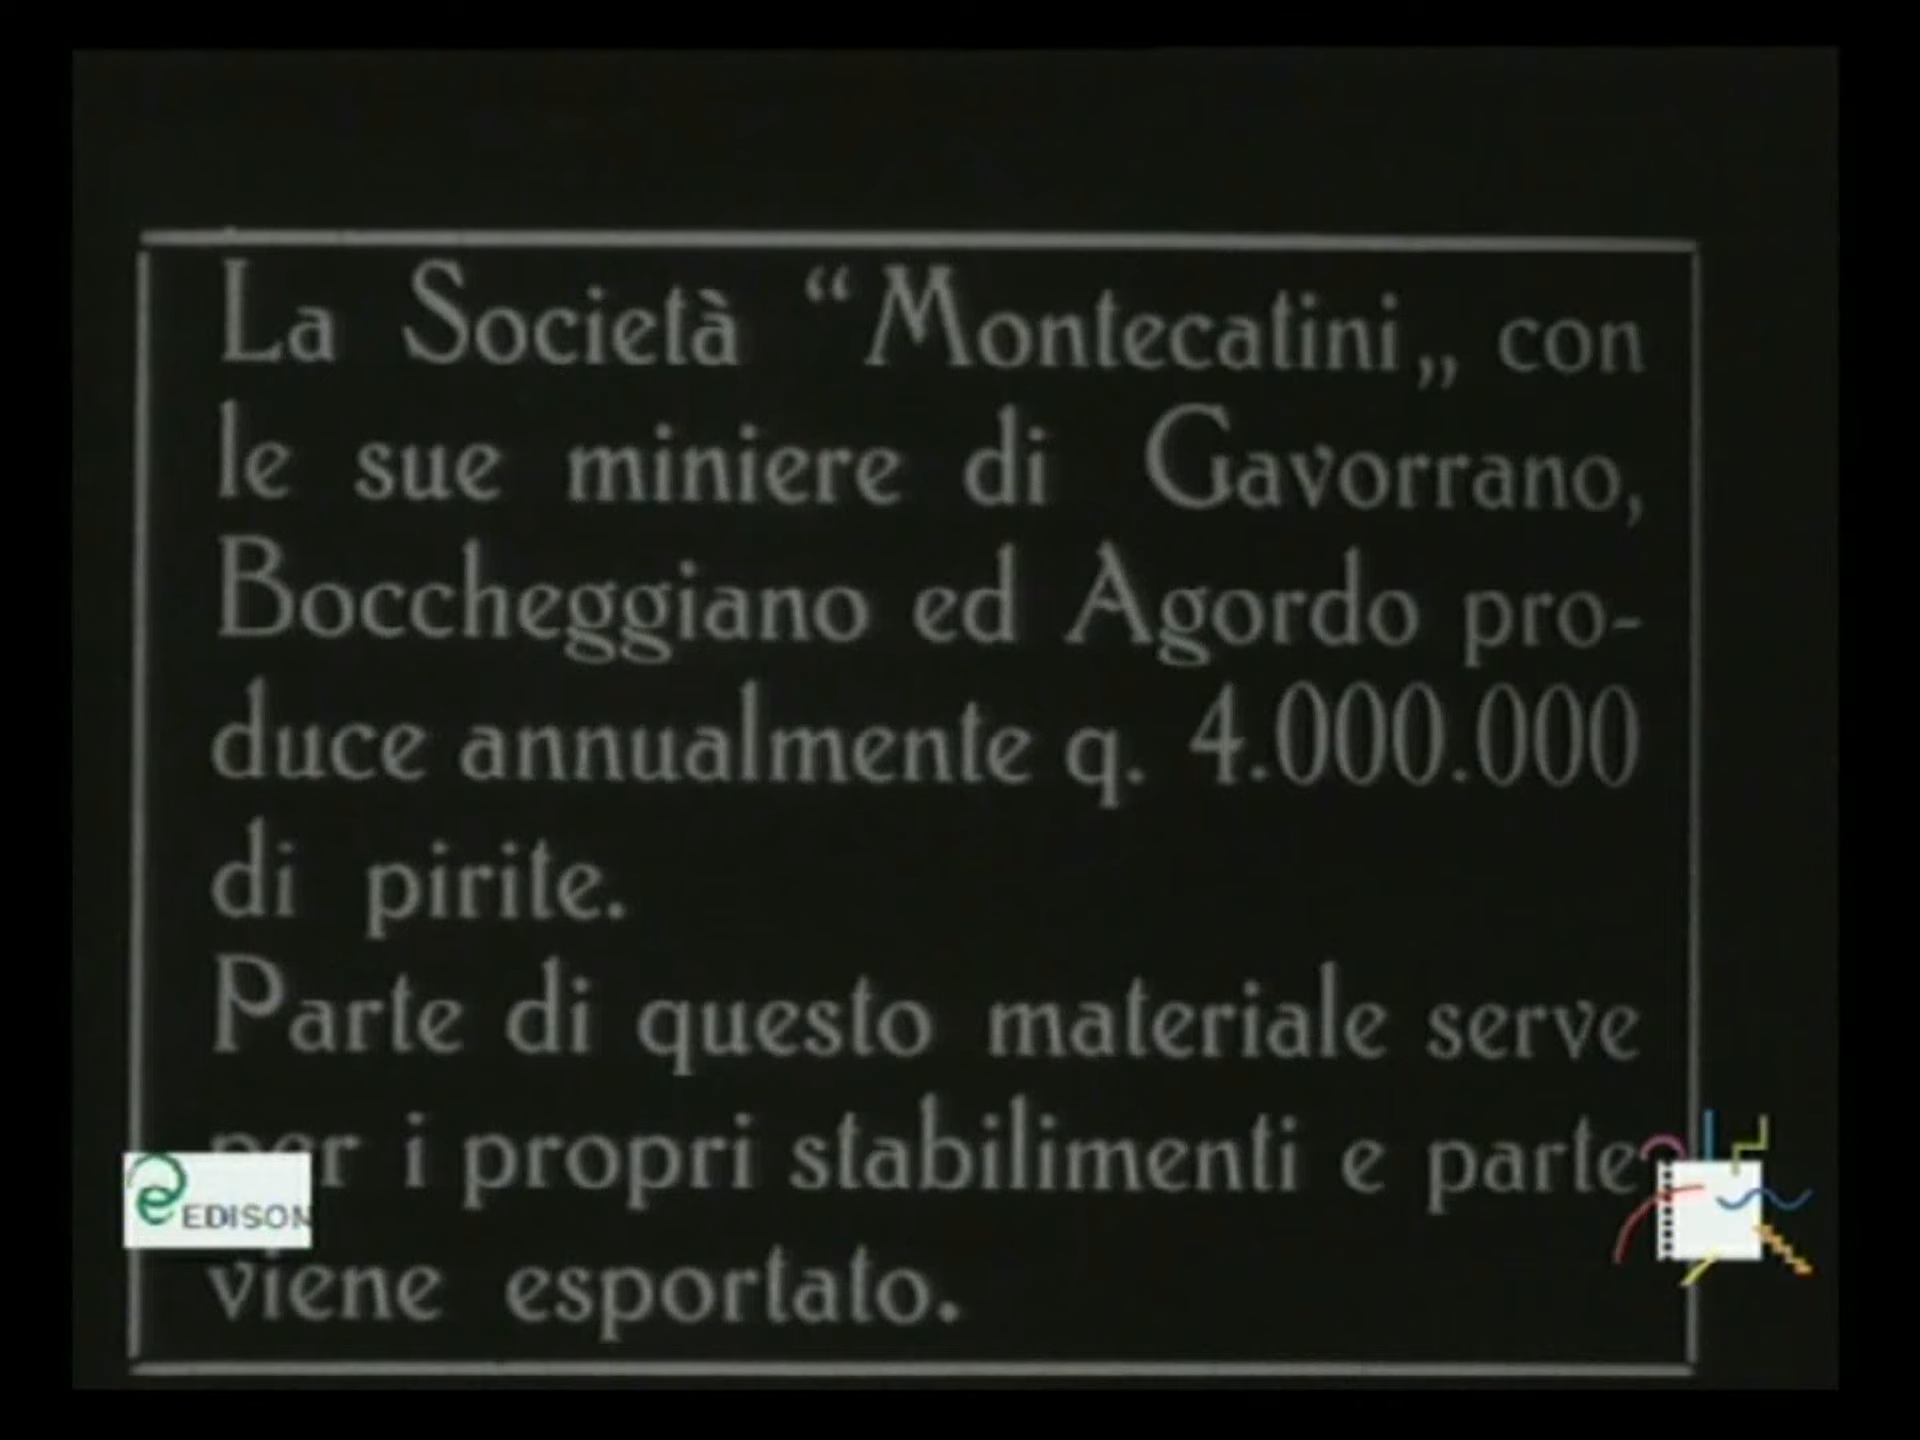 La Società “Montecatini„ con
le sue miniere di Gavorrano,
Boccheggiano ed Agordo pro-
duce annualmente q. 4.000.000
di pirite.
Parte di questo materiale serve
per i propri stabilimenti e parte
viene esportato.
EDISON